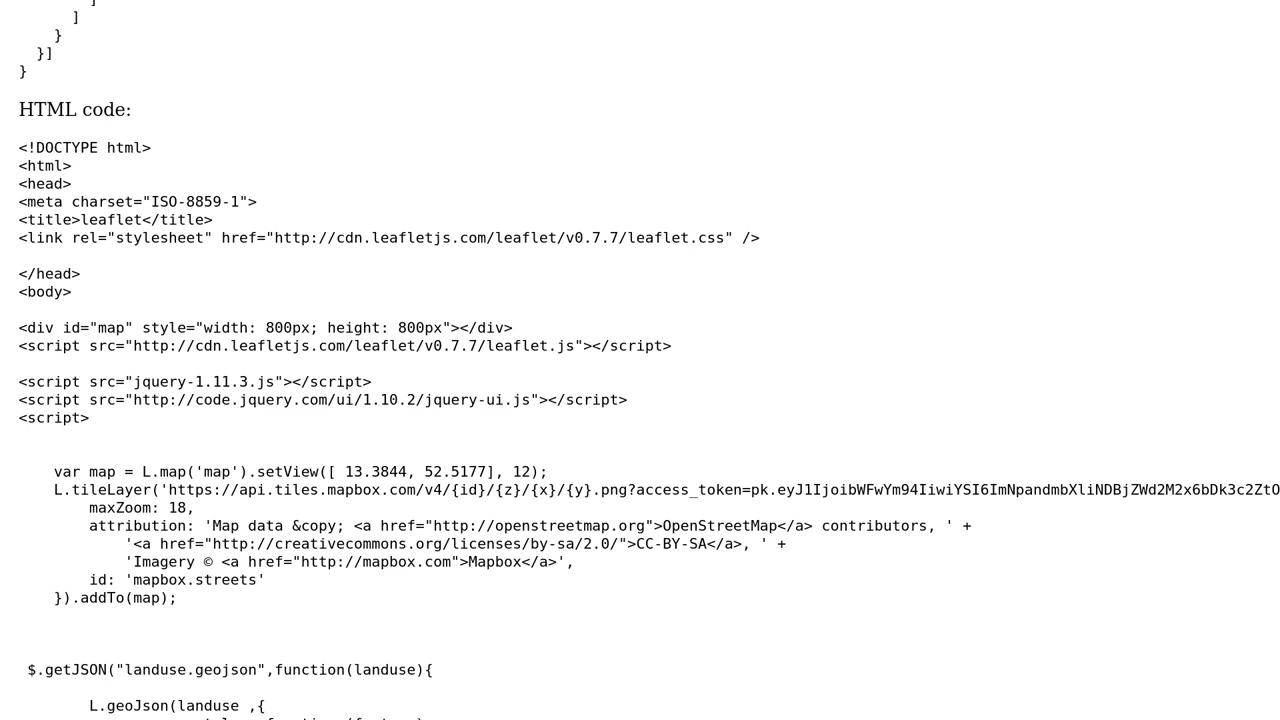 ]
]
}
}]
}
HTML code:
<!DOCTYPE html>
<html>
<head>
<meta charset="ISO-8859-1">
<title>leaflet</title>
<link rel="stylesheet" href="http://cdn.leafletjs.com/leaflet/v0.7.7/leaflet.css" />
</head>
<body>
<div id="map" style="width: 800px; height: 800px"></div>
<script src="http://cdn.leafletjs.com/leaflet/v0.7.7/leaflet.js"></script>
<script src="jquery-1.11.3.js"></script>
<script src="http://code.jquery.com/ui/1.10.2/jquery-ui.js"></script>
<script>
var map = L.map('map').setView([ 13.3844, 52.5177], 12);
L.tileLayer('https://api.tiles.mapbox.com/v4/{id}/{z}/{x}/{y}.png?access_token=pk.eyJ1IjoibWFwYm94IiwiYSI6ImNpandmbXliNDBjZWd2M2x6bDk3c2ZtO
maxZoom: 18,
attribution: 'Map data &copy; <a href="http://openstreetmap.org">OpenStreetMap</a> contributors, ' +
'<a href="http://creativecommons.org/licenses/by-sa/2.0/">CC-BY-SA</a>, ' +
'Imagery © <a href="http://mapbox.com">Mapbox</a>',
id: 'mapbox.streets'
}).addTo(map);
$.getJSON("landuse.geojson",function(landuse){
L.geoJson(landuse ,{